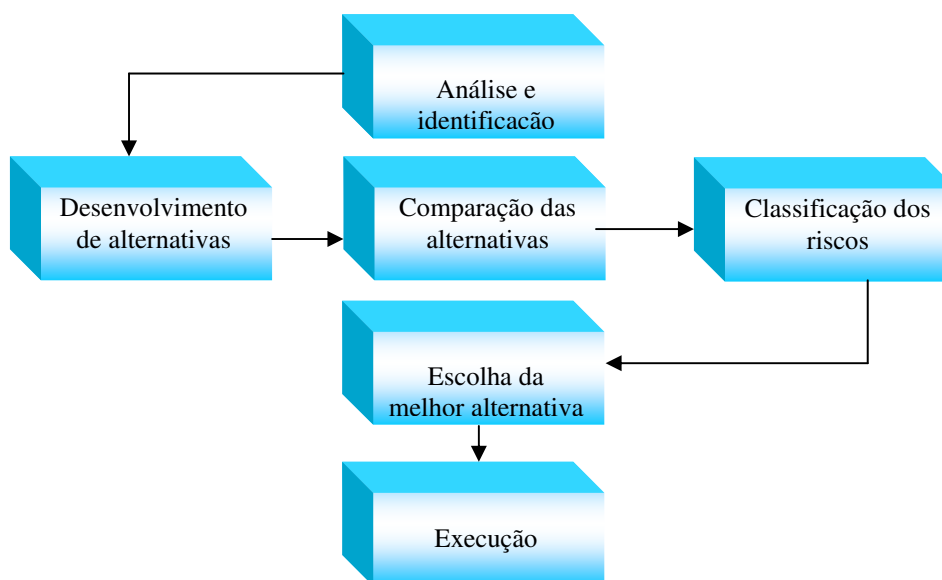 Análise e
identificacão
Desenvolvimento
de alternativas
Comparação das
alternativas
Classificação dos
riscos
Escolha da
melhor alternativa
Execução